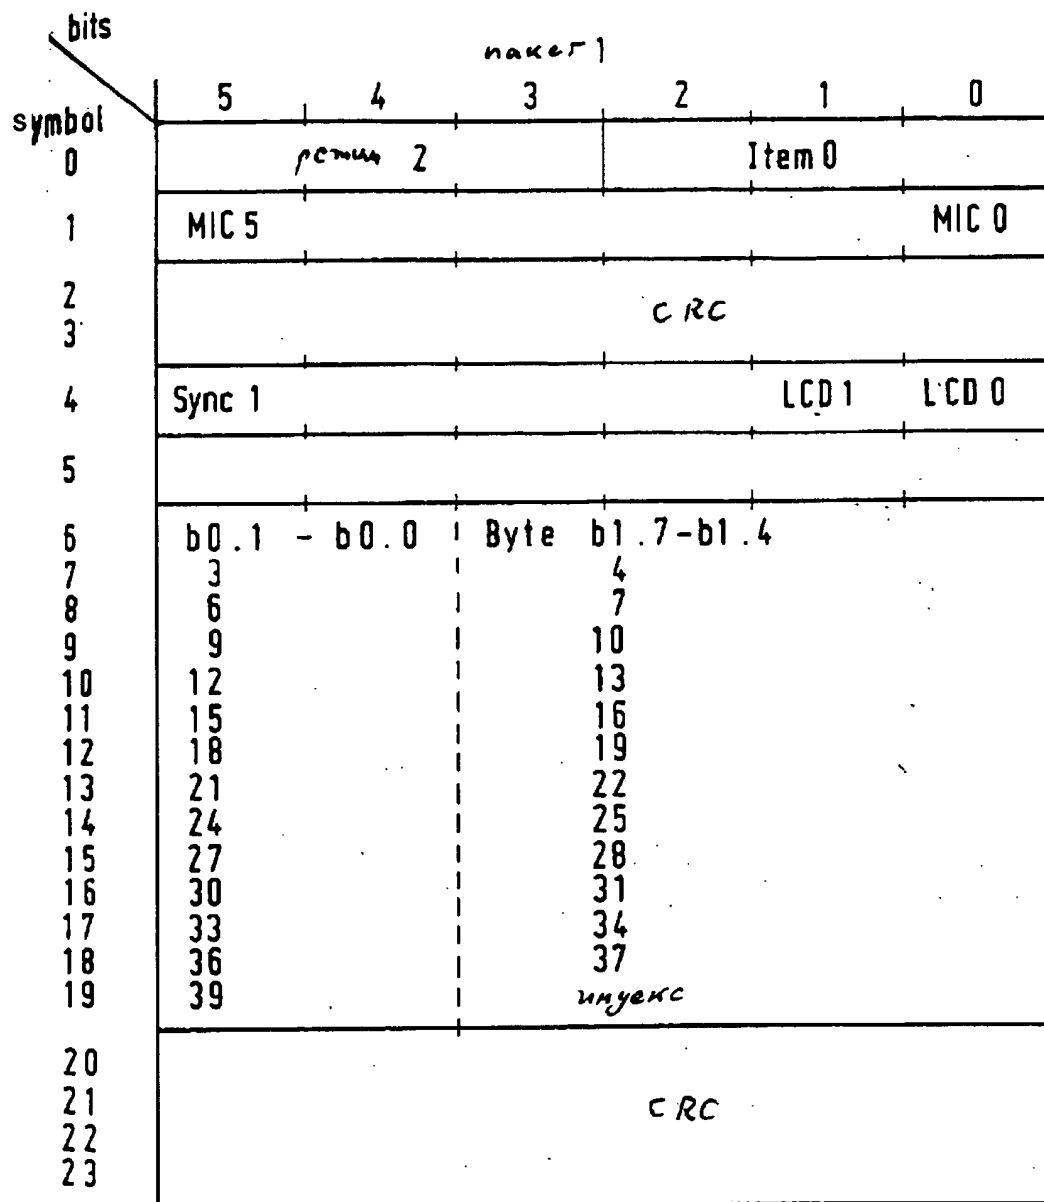 bits
пакет 1
5 4 3 2 1 0
symbol
0 режим 2 Item 0
1 MIC 5 MIC 0
2
CRC
3
4 Sync 1 LCD 1 LCD 0
5
6 b0.1 - b0.0 Byte b1.7-b1.4
7 3 4
8 6 7
9 9 10
10 12 13
11 15 16
12 18 19
13 21 22
14 24 25
15 27 28
16 30 31
17 33 34
18 36 37
19 39 индекс
20
21 CRC
22
23